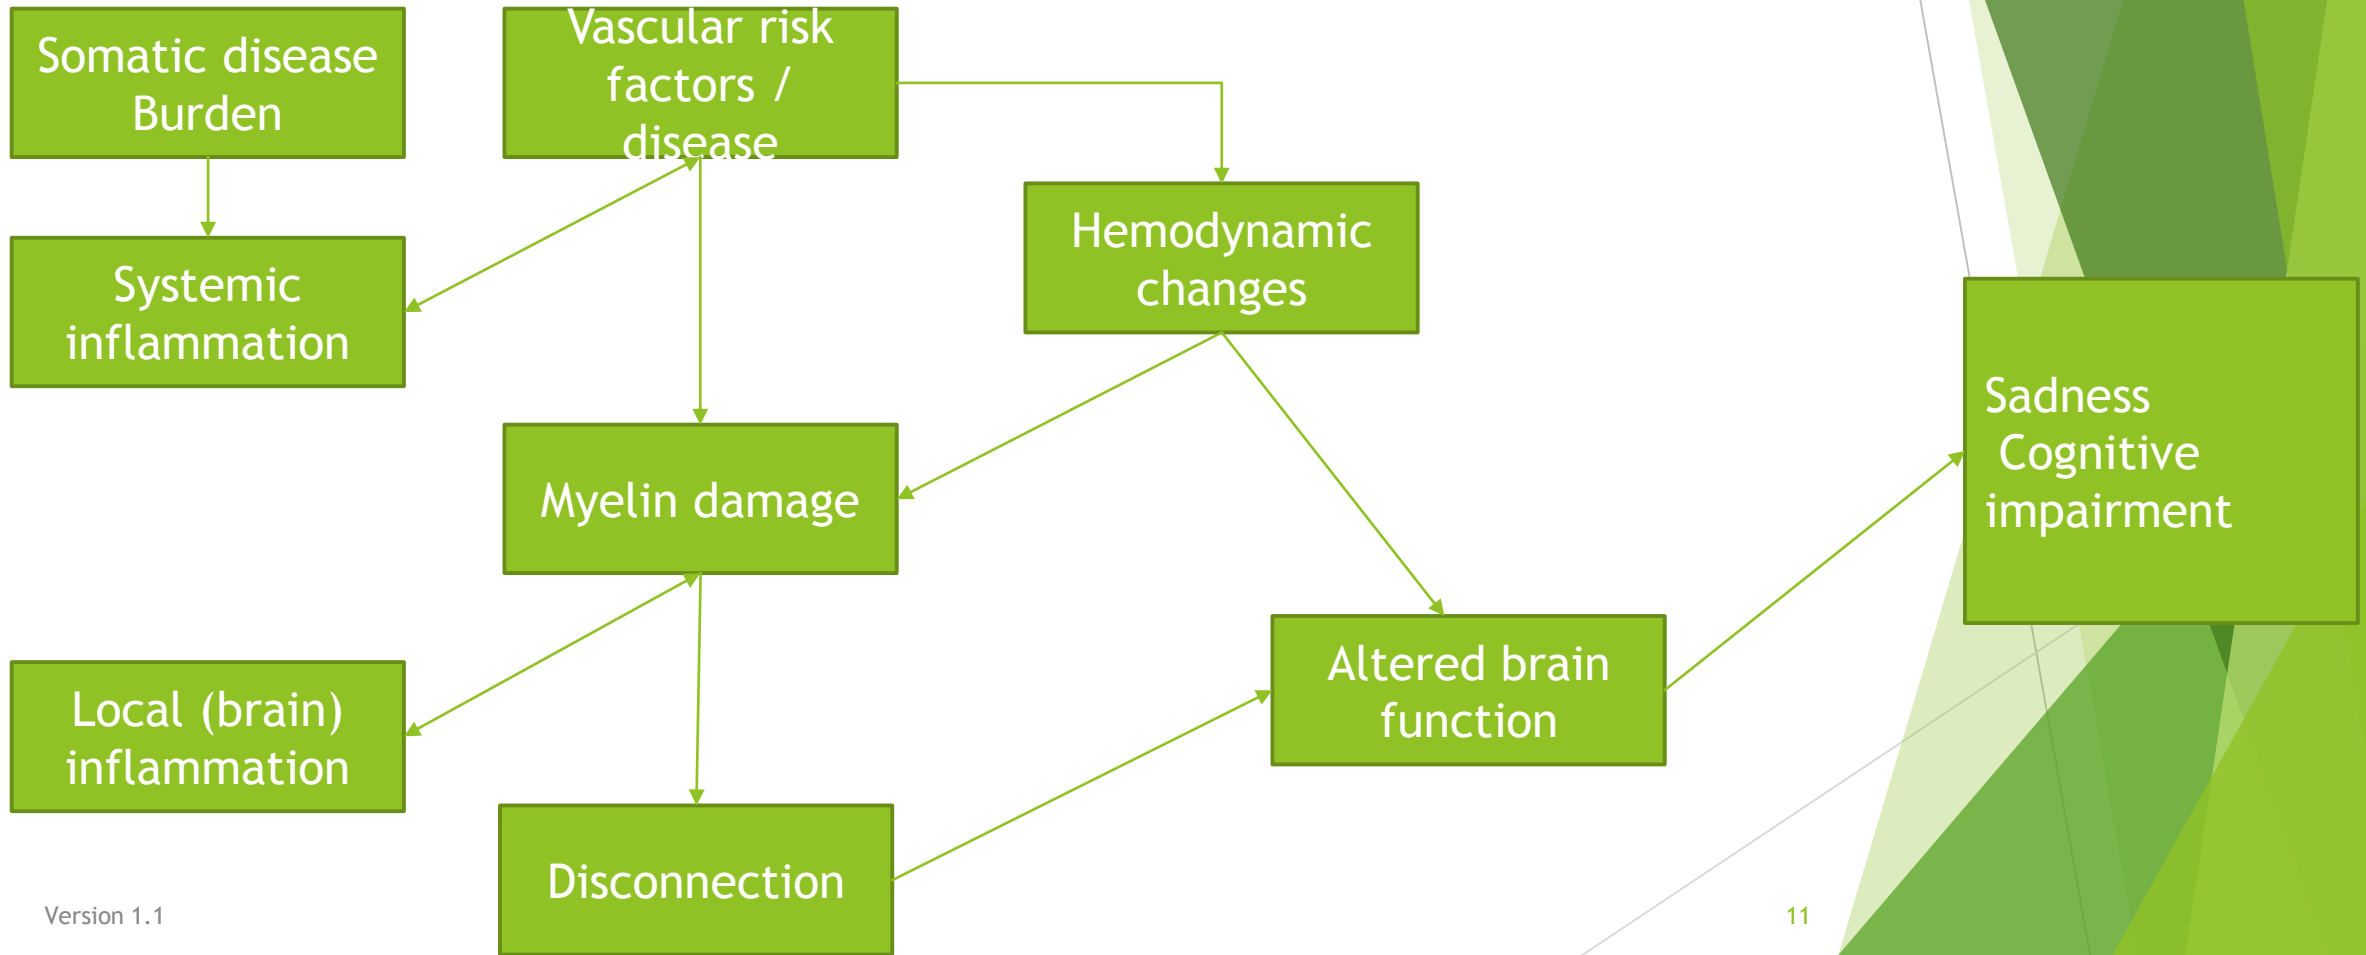 Somatic disease
Burden
Vascular risk
factors /
disease
Systemic
inflammation
Hemodynamic
changes
Sadness
Cognitive
impairment
Myelin damage
Local (brain)
inflammation
Altered brain
function
Disconnection
Version 1.1
11